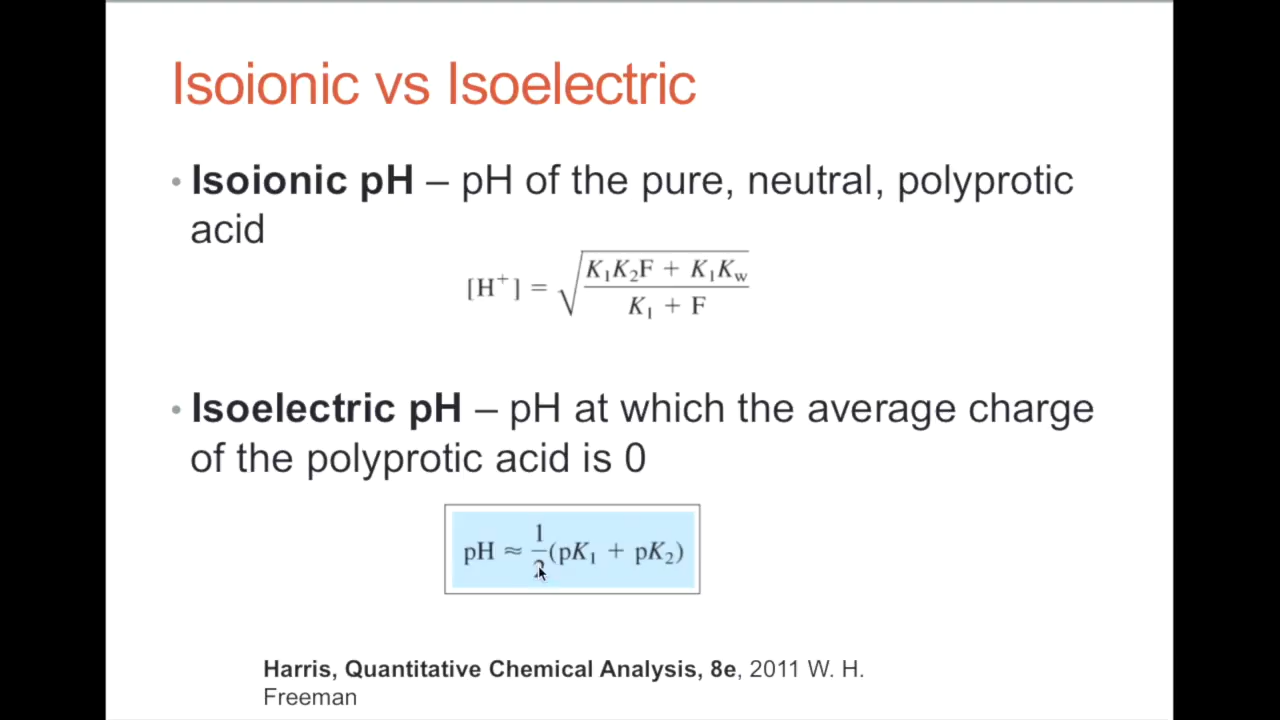 Isoionic vs Isoelectric
• Isoionic pH – pH of the pure, neutral, polyprotic
acid
[H⁺] = √((K₁K₂F + K₁K_w)/(K₁ + F))
• Isoelectric pH – pH at which the average charge
of the polyprotic acid is 0
pH ≈ 1/2(pK₁ + pK₂)
Harris, Quantitative Chemical Analysis, 8e, 2011 W. H.
Freeman